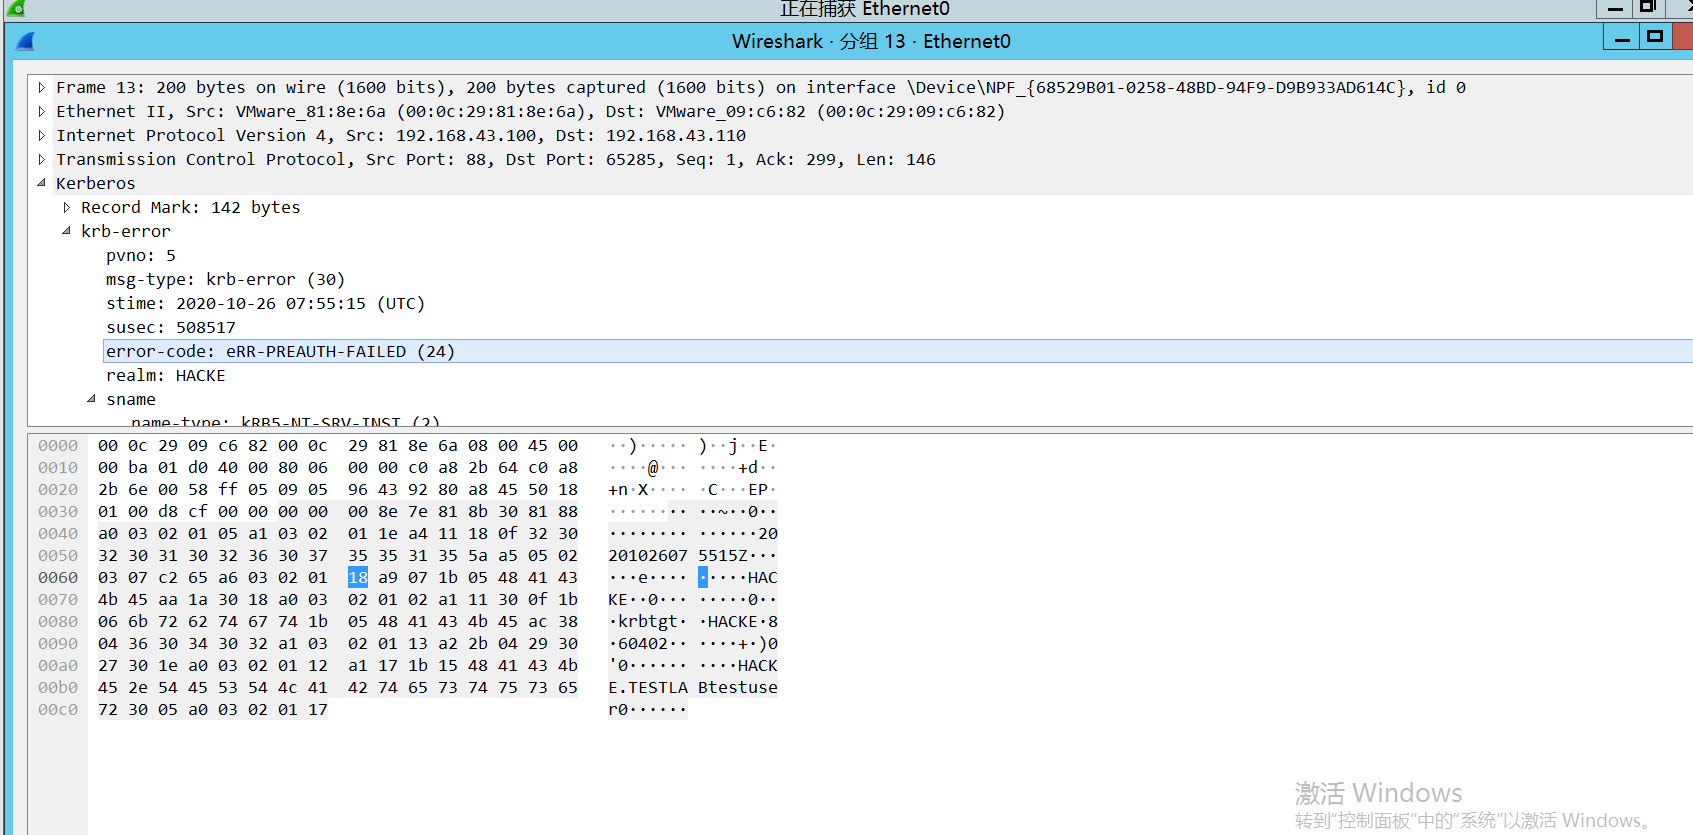 正在捕获 Ethernet0
Wireshark · 分组 13 · Ethernet0
Frame 13: 200 bytes on wire (1600 bits), 200 bytes captured (1600 bits) on interface \Device\NPF_{68529B01-0258-48BD-94F9-D9B933AD614C}, id 0
Ethernet II, Src: VMware_81:8e:6a (00:0c:29:81:8e:6a), Dst: VMware_09:c6:82 (00:0c:29:09:c6:82)
Internet Protocol Version 4, Src: 192.168.43.100, Dst: 192.168.43.110
Transmission Control Protocol, Src Port: 88, Dst Port: 65285, Seq: 1, Ack: 299, Len: 146
Kerberos
Record Mark: 142 bytes
krb-error
pvno: 5
msg-type: krb-error (30)
stime: 2020-10-26 07:55:15 (UTC)
susec: 508517
error-code: eRR-PREAUTH-FAILED (24)
realm: HACKE
sname
name-type: kRB5-NT-SRV-INST (2)
0000 00 0c 29 09 c6 82 00 0c 29 81 8e 6a 08 00 45 00 ··)····· )··j··E·
0010 00 ba 01 d0 40 00 80 06 00 00 c0 a8 2b 64 c0 a8 ····@··· ····+d··
0020 2b 6e 00 58 ff 05 09 05 96 43 92 80 a8 45 50 18 +n·X···· ·C···EP·
0030 01 00 d8 cf 00 00 00 00 00 8e 7e 81 8b 30 81 88 ········ ··~··0··
0040 a0 03 02 01 05 a1 03 02 01 1e a4 11 18 0f 32 30 ········ ······20
0050 32 30 31 30 32 36 30 37 35 35 31 35 5a a5 05 02 20102607 5515Z···
0060 03 07 c2 65 a6 03 02 01 18 a9 07 1b 05 48 41 43 ···e···· ·····HAC
0070 4b 45 aa 1a 30 18 a0 03 02 01 02 a1 11 30 0f 1b KE··0··· ·····0··
0080 06 6b 72 62 74 67 74 1b 05 48 41 43 4b 45 ac 38 ·krbtgt· ·HACKE·8
0090 04 36 30 34 30 32 a1 03 02 01 13 a2 2b 04 29 30 ·60402·· ····+·)0
00a0 27 30 1e a0 03 02 01 12 a1 17 1b 15 48 41 43 4b '0······ ····HACK
00b0 45 2e 54 45 53 54 4c 41 42 74 65 73 74 75 73 65 E.TESTLA Btestuse
00c0 72 30 05 a0 03 02 01 17 r0······
激活 Windows
转到“控制面板”中的“系统”以激活 Windows。